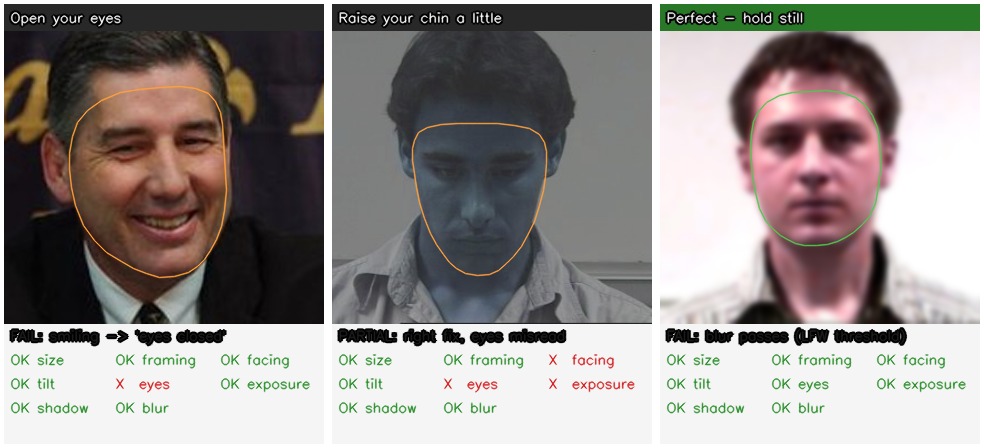 Open your eyes
FAIL: smiling —> 'eyes closed'
OK size OK framing OK facing
OK tilt X eyes OK exposure
OK shadow OK blur
Raise your chin a little
PARTIAL: right fix, eyes misread
OK size OK framing X facing
OK tilt X eyes X exposure
OK shadow OK blur
Perfect — hold still
FAIL: blur passes (LFW threshold)
OK size OK framing OK facing
OK tilt OK eyes OK exposure
OK shadow OK blur